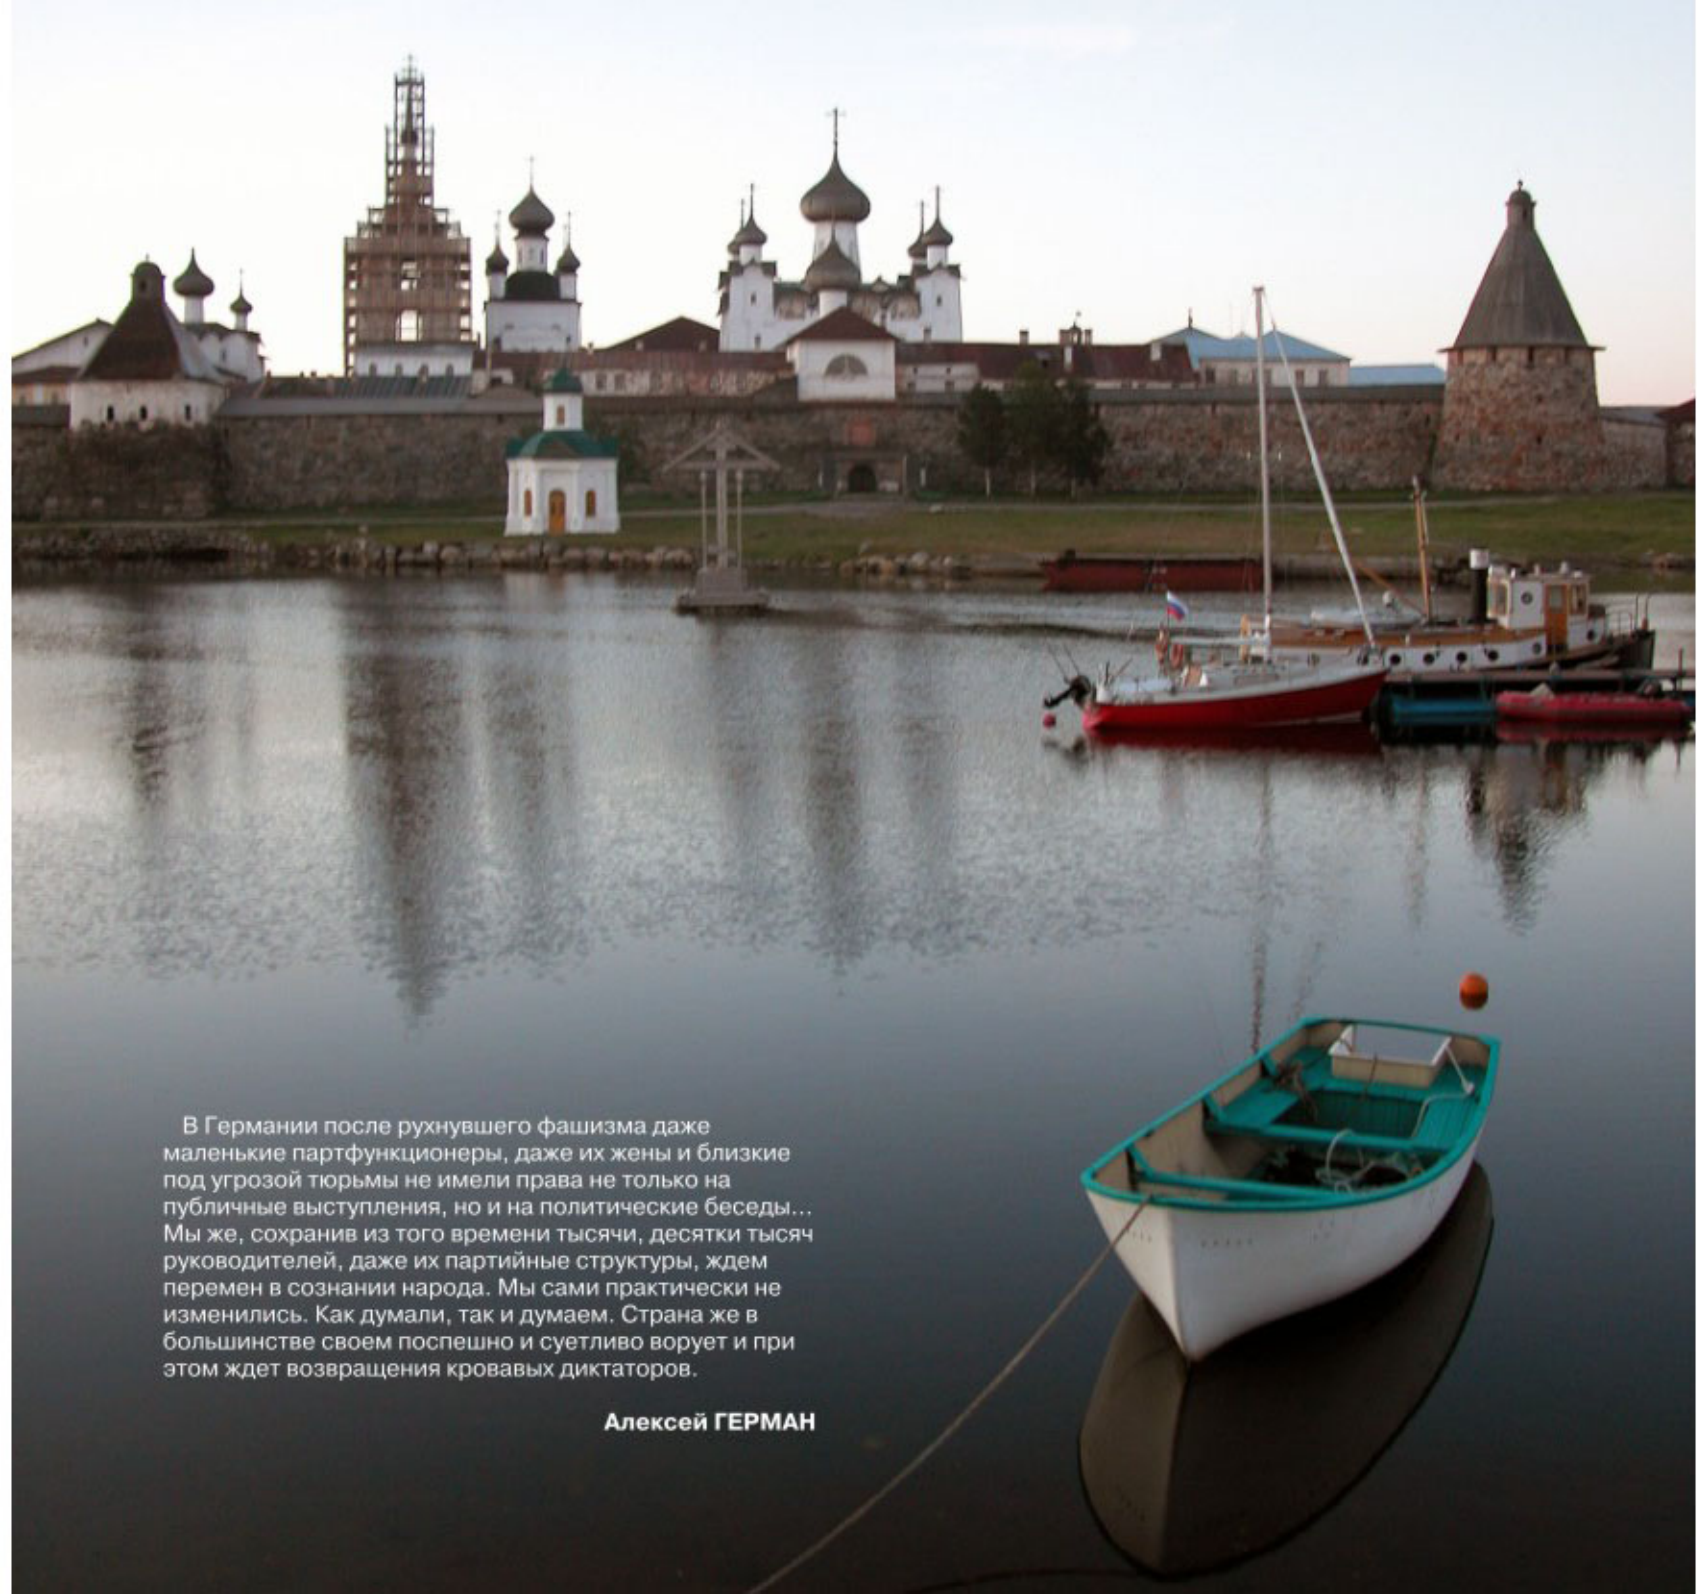 В Германии после рухнувшего фашизма даже
маленькие партфункционеры, даже их жены и близкие
под угрозой тюрьмы не имели права не только на
публичные выступления, но и на политические беседы...
Мы же, сохранив из того времени тысячи, десятки тысяч
руководителей, даже их партийные структуры, ждем
перемен в сознании народа. Мы сами практически не
изменились. Как думали, так и думаем. Страна же в
большинстве своем поспешно и суетливо ворует и при
этом ждет возвращения кровавых диктаторов.
Алексей ГЕРМАН